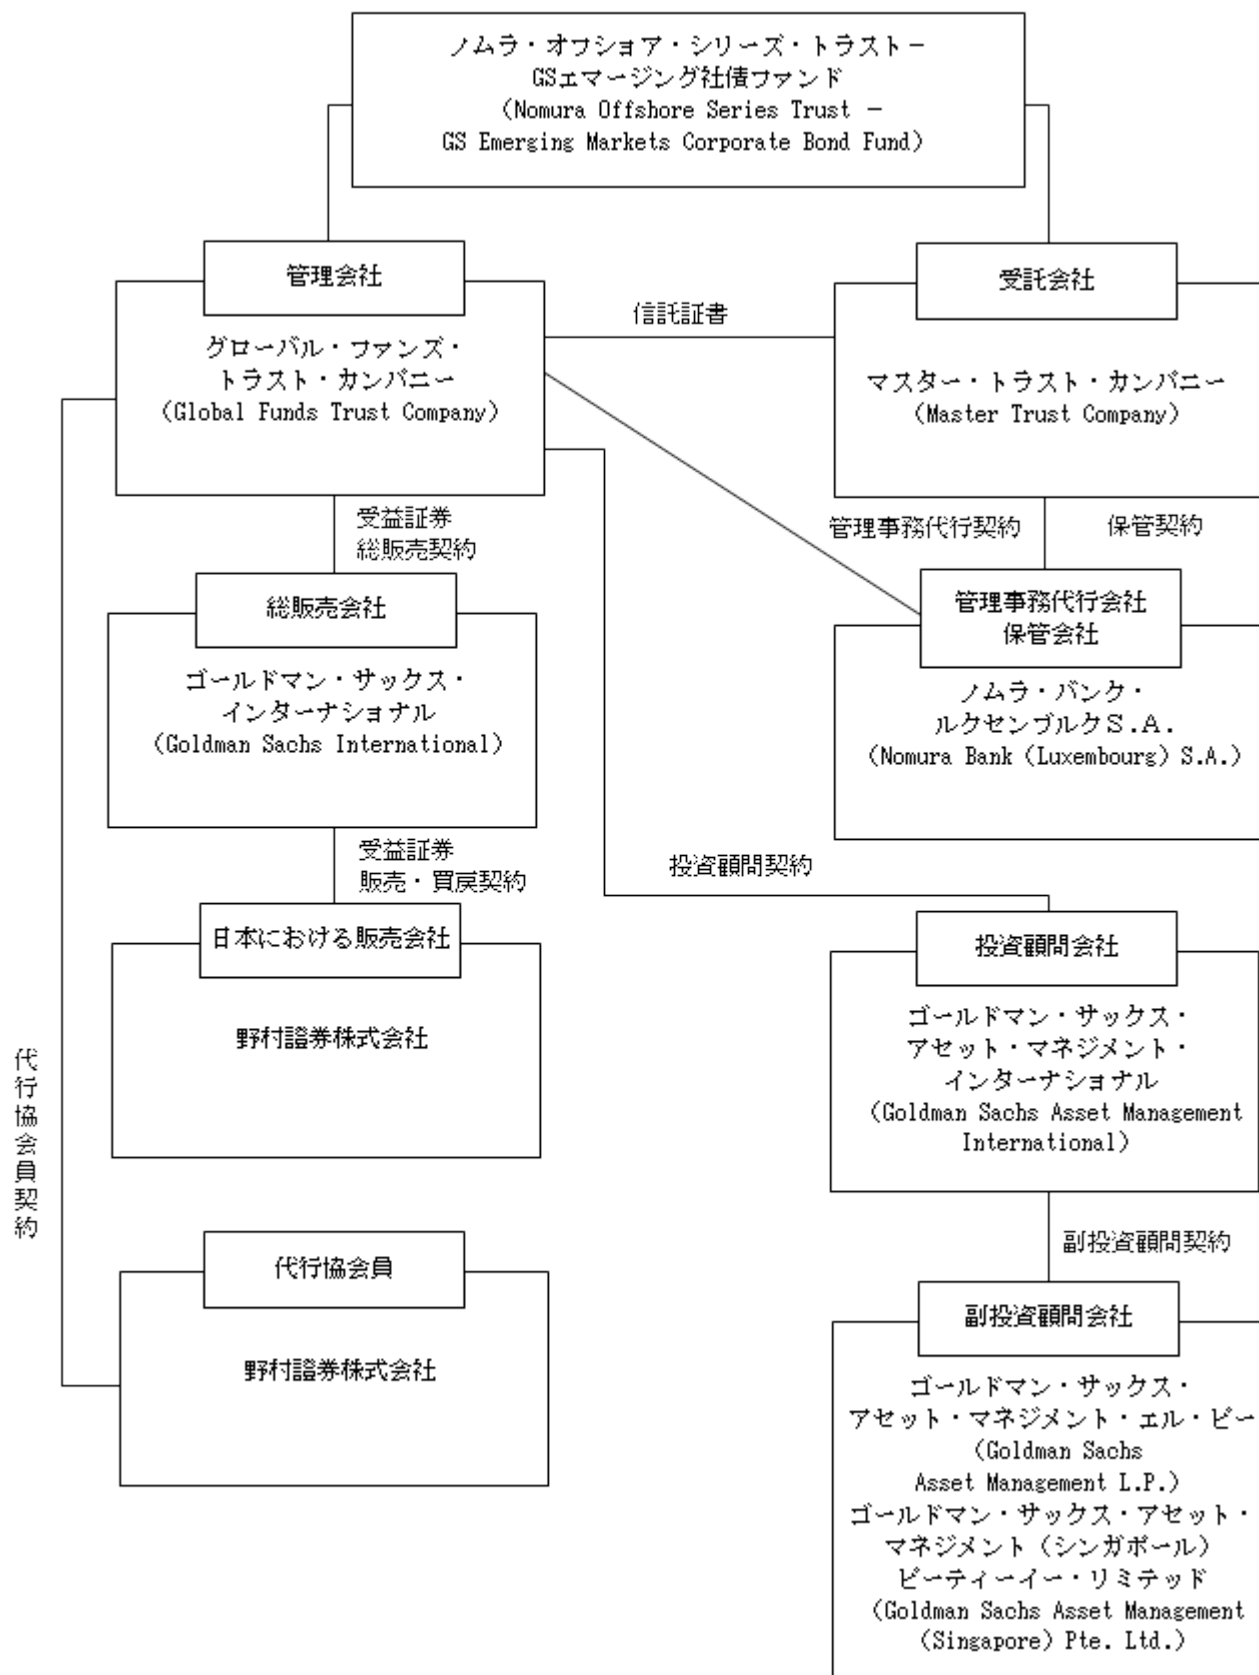 ノムラ・オフショア・シリーズ・トラスト－
GSエマージング社債ファンド
（Nomura Offshore Series Trust －
GS Emerging Markets Corporate Bond Fund）
管理会社
グローバル・ファンズ・
トラスト・カンパニー
（Global Funds Trust Company）
信託証書
受託会社
マスター・トラスト・カンパニー
（Master Trust Company）
受益証券
総販売契約
管理事務代行契約
保管契約
総販売会社
ゴールドマン・サックス・
インターナショナル
（Goldman Sachs International）
管理事務代行会社
保管会社
ノムラ・バンク・
ルクセンブルクＳ.Ａ.
（Nomura Bank (Luxembourg) S.A.）
受益証券
販売・買戻契約
投資顧問契約
日本における販売会社
野村證券株式会社
投資顧問会社
ゴールドマン・サックス・
アセット・マネジメント・
インターナショナル
（Goldman Sachs Asset Management
International）
代行協会員契約
代行協会員
野村證券株式会社
副投資顧問契約
副投資顧問会社
ゴールドマン・サックス・
アセット・マネジメント・エル・ピー
（Goldman Sachs
Asset Management L.P.）
ゴールドマン・サックス・アセット・
マネジメント（シンガポール）
ピーティーイー・リミテッド
（Goldman Sachs Asset Management
（Singapore）Pte. Ltd.）